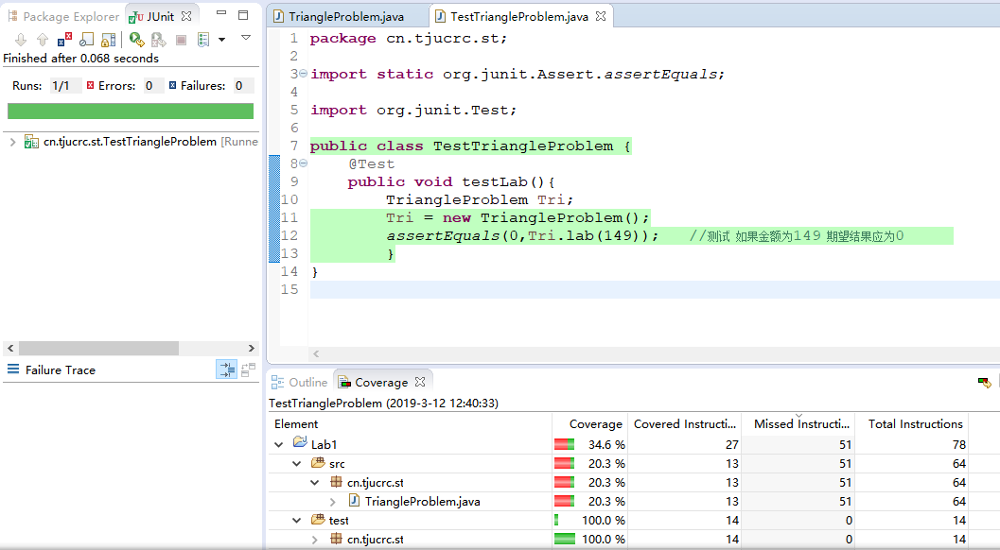 Package Explorer JUnit
Finished after 0.068 seconds
Runs: 1/1 Errors: 0 Failures: 0
cn.tjucrc.st.TestTriangleProblem [Runne
Failure Trace
TriangleProblem.java TestTriangleProblem.java
1 package cn.tjucrc.st;
2
3 import static org.junit.Assert.assertEquals;
4
5 import org.junit.Test;
6
7 public class TestTriangleProblem {
8 @Test
9 public void testLab(){
10 TriangleProblem Tri;
11 Tri = new TriangleProblem();
12 assertEquals(0,Tri.lab(149)); //测试 如果金额为149 期望结果应为0
13 }
14 }
15
Outline Coverage
TestTriangleProblem (2019-3-12 12:40:33)
Element Coverage Covered Instructi... Missed Instructi... Total Instructions
Lab1 34.6 % 27 51 78
src 20.3 % 13 51 64
cn.tjucrc.st 20.3 % 13 51 64
TriangleProblem.java 20.3 % 13 51 64
test 100.0 % 14 0 14
cn.tjucrc.st 100.0 % 14 0 14